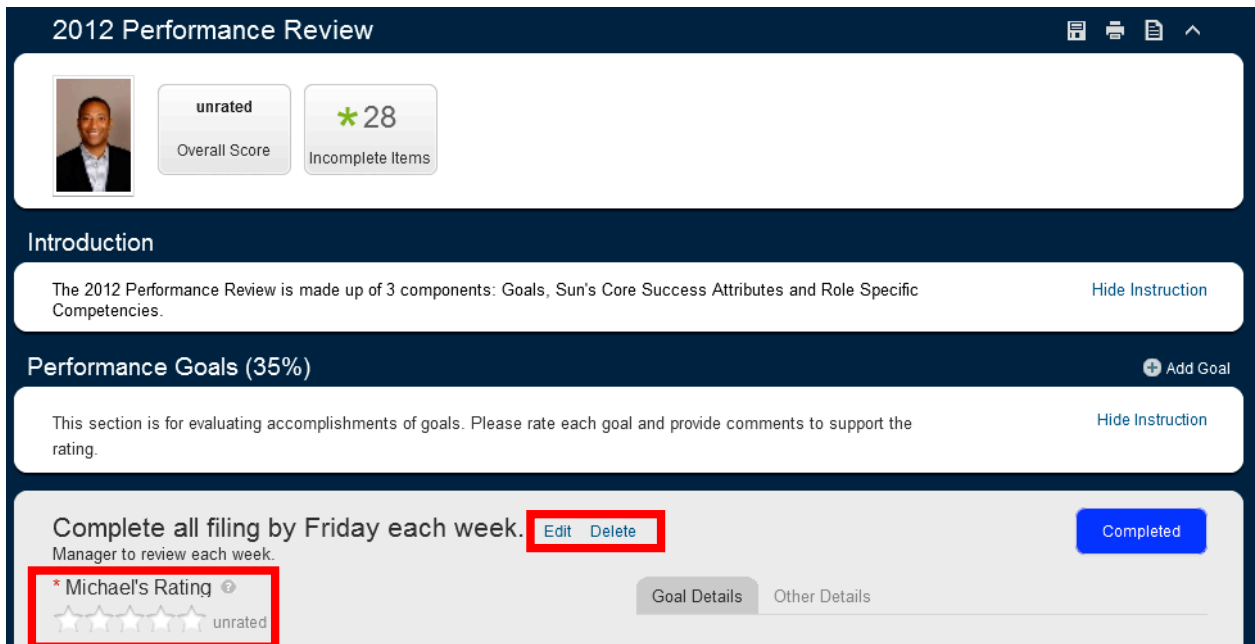 2012 Performance Review
unrated
Overall Score
*28
Incomplete Items
Introduction
The 2012 Performance Review is made up of 3 components: Goals, Sun's Core Success Attributes and Role Specific
Competencies.
Hide Instruction
Performance Goals (35%)
Add Goal
This section is for evaluating accomplishments of goals. Please rate each goal and provide comments to support the
rating.
Hide Instruction
Complete all filing by Friday each week. Edit Delete
Completed
Manager to review each week.
* Michael's Rating ?
Goal Details Other Details
unrated